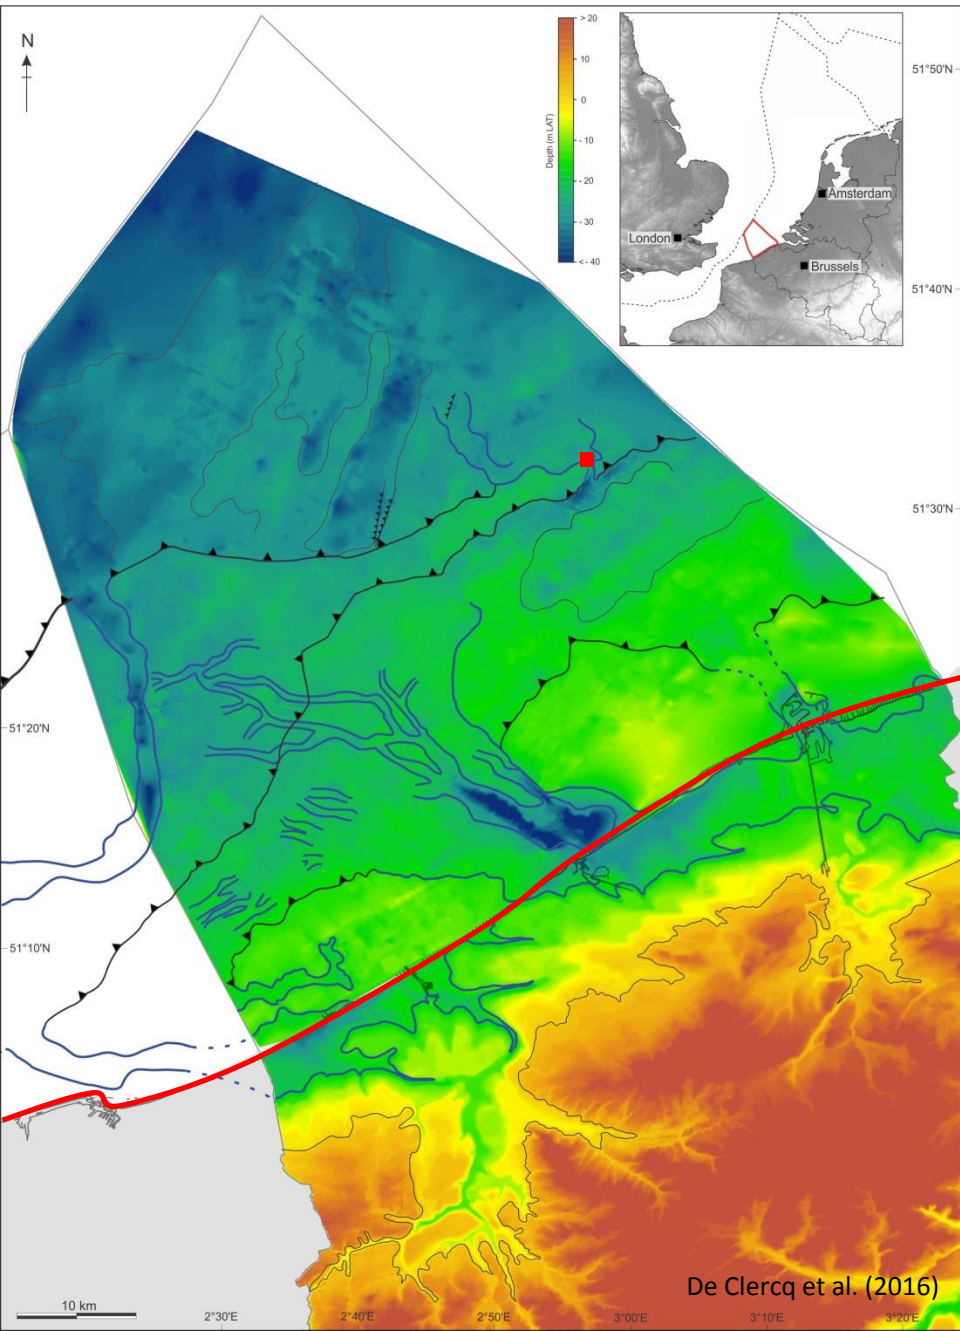 N
> 20
- 10
0
- 10
- 20
- 30
<- 40
Depth (m LAT)
Amsterdam
London
Brussels
51°50'N
51°40'N
51°30'N
51°20'N
51°10'N
De Clercq et al. (2016)
10 km
2°30'E
2°40'E
2°50'E
3°00'E
3°10'E
3°20'E